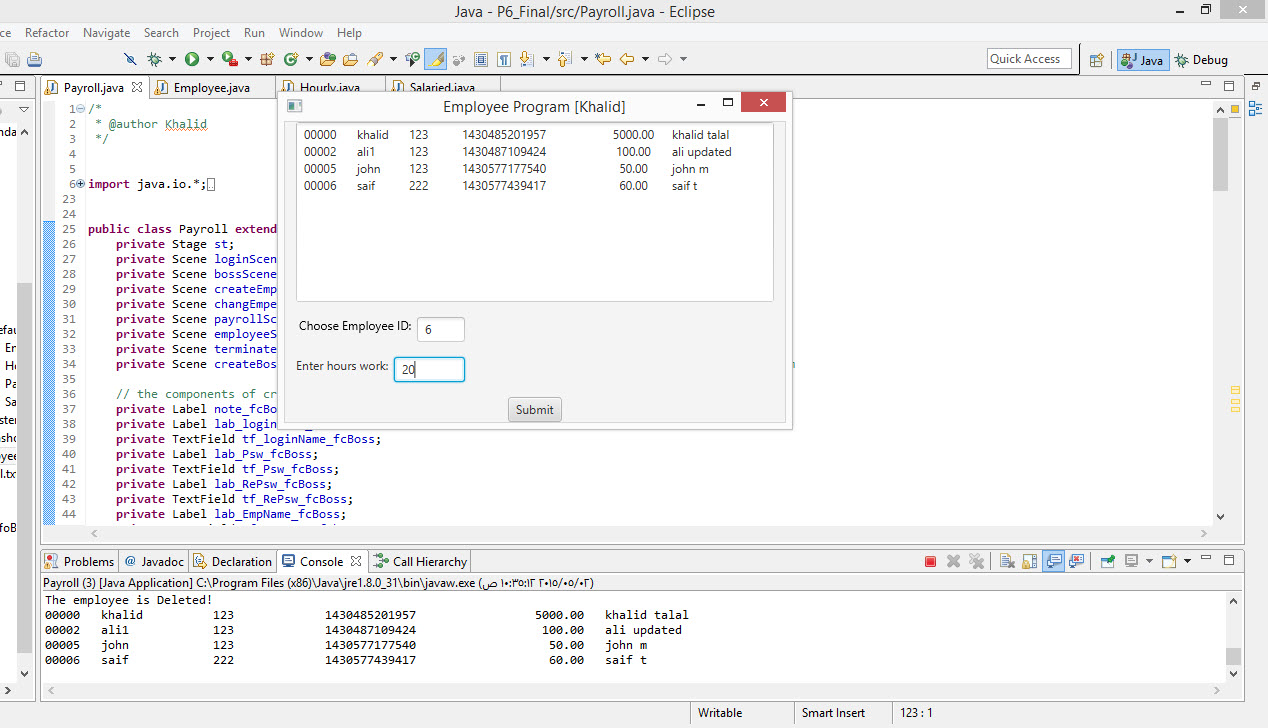 Java - P6_Final/src/Payroll.java - Eclipse
ce Refactor Navigate Search Project Run Window Help
Quick Access Java Debug
Payroll.java Employee.java Hourly.java Salaried.java
1 /*
2 * @author Khalid
3 */
4
5
6 import java.io.*;
23
24
25 public class Payroll extend
26 private Stage st;
27 private Scene loginScen
28 private Scene bossScene
29 private Scene createEmp
30 private Scene changEmpe
31 private Scene payrollSc
32 private Scene employeeS
33 private Scene terminate
34 private Scene createBos
35
36 // the components of cr
37 private Label note_fcBo
38 private Label lab_login
39 private TextField tf_loginName_fcBoss;
40 private Label lab_Psw_fcBoss;
41 private TextField tf_Psw_fcBoss;
42 private Label lab_RePsw_fcBoss;
43 private TextField tf_RePsw_fcBoss;
44 private Label lab_EmpName_fcBoss;
Employee Program [Khalid]
00000 khalid 123 1430485201957 5000.00 khalid talal
00002 ali1 123 1430487109424 100.00 ali updated
00005 john 123 1430577177540 50.00 john m
00006 saif 222 1430577439417 60.00 saif t
Choose Employee ID: 6
Enter hours work: 20
Submit
Problems @ Javadoc Declaration Console Call Hierarchy
Payroll (3) [Java Application] C:\Program Files (x86)\Java\jre1.8.0_31\bin\javaw.exe (٠٢/٠٥/٢٠١٥ ١٠:٣٥:١٢ ص)
The employee is Deleted!
00000 khalid 123 1430485201957 5000.00 khalid talal
00002 ali1 123 1430487109424 100.00 ali updated
00005 john 123 1430577177540 50.00 john m
00006 saif 222 1430577439417 60.00 saif t
Writable Smart Insert 123 : 1